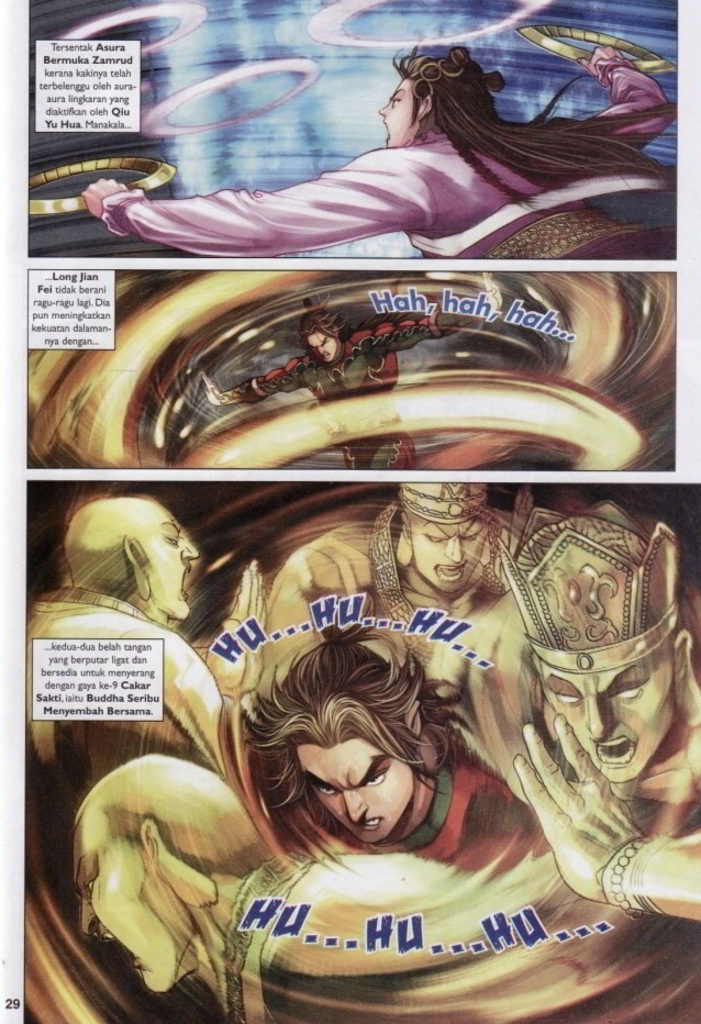 Tersentak Asura
Bermuka Zamrud
kerana kakinya telah
terbelenggu oleh aura-
aura lingkaran yang
diaktifkan oleh Qiu
Yu Hua. Manakala...
...Long Jian
Fei tidak berani
ragu-ragu lagi. Dia
pun meningkatkan
kekuatan dalaman-
nya dengan...
Hah, hah, hah...
HU...HU...HU...
...kedua-dua belah tangan
yang berputar ligat dan
bersedia untuk menyerang
dengan gaya ke-9 Cakar
Sakti, iaitu Buddha Seribu
Menyembah Bersama.
HU...HU...HU...
29